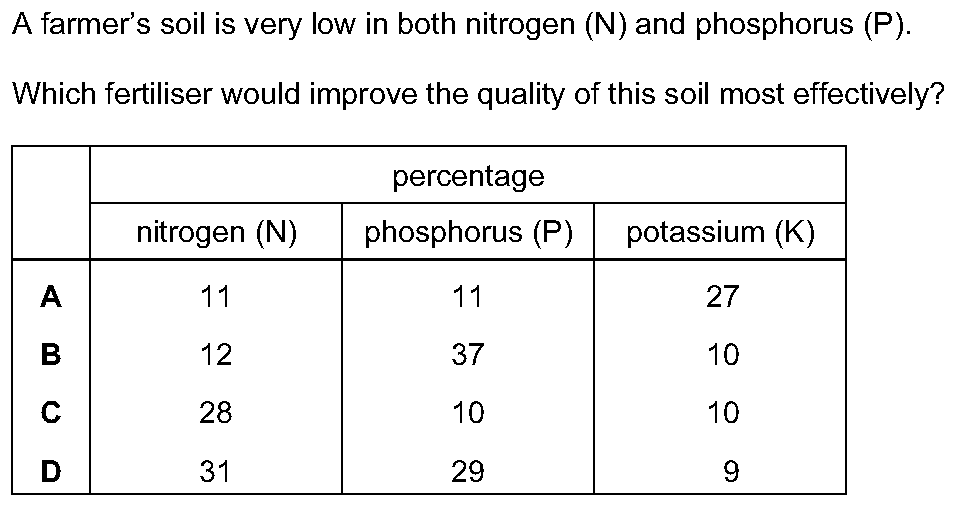 A farmer’s soil is very low in both nitrogen (N) and phosphorus (P).
Which fertiliser would improve the quality of this soil most effectively?
percentage
nitrogen (N) phosphorus (P) potassium (K)
A 11 11 27
B 12 37 10
C 28 10 10
D 31 29 9